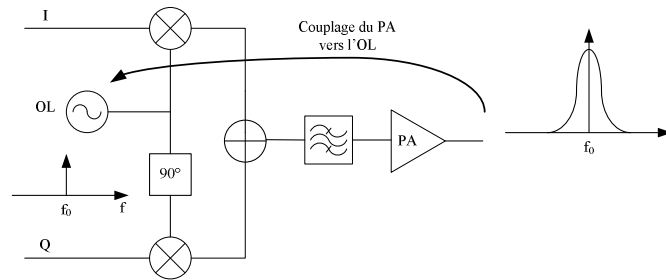 I
Couplage du PA
vers l'OL
OL
PA
90°
f₀
f₀
f
Q